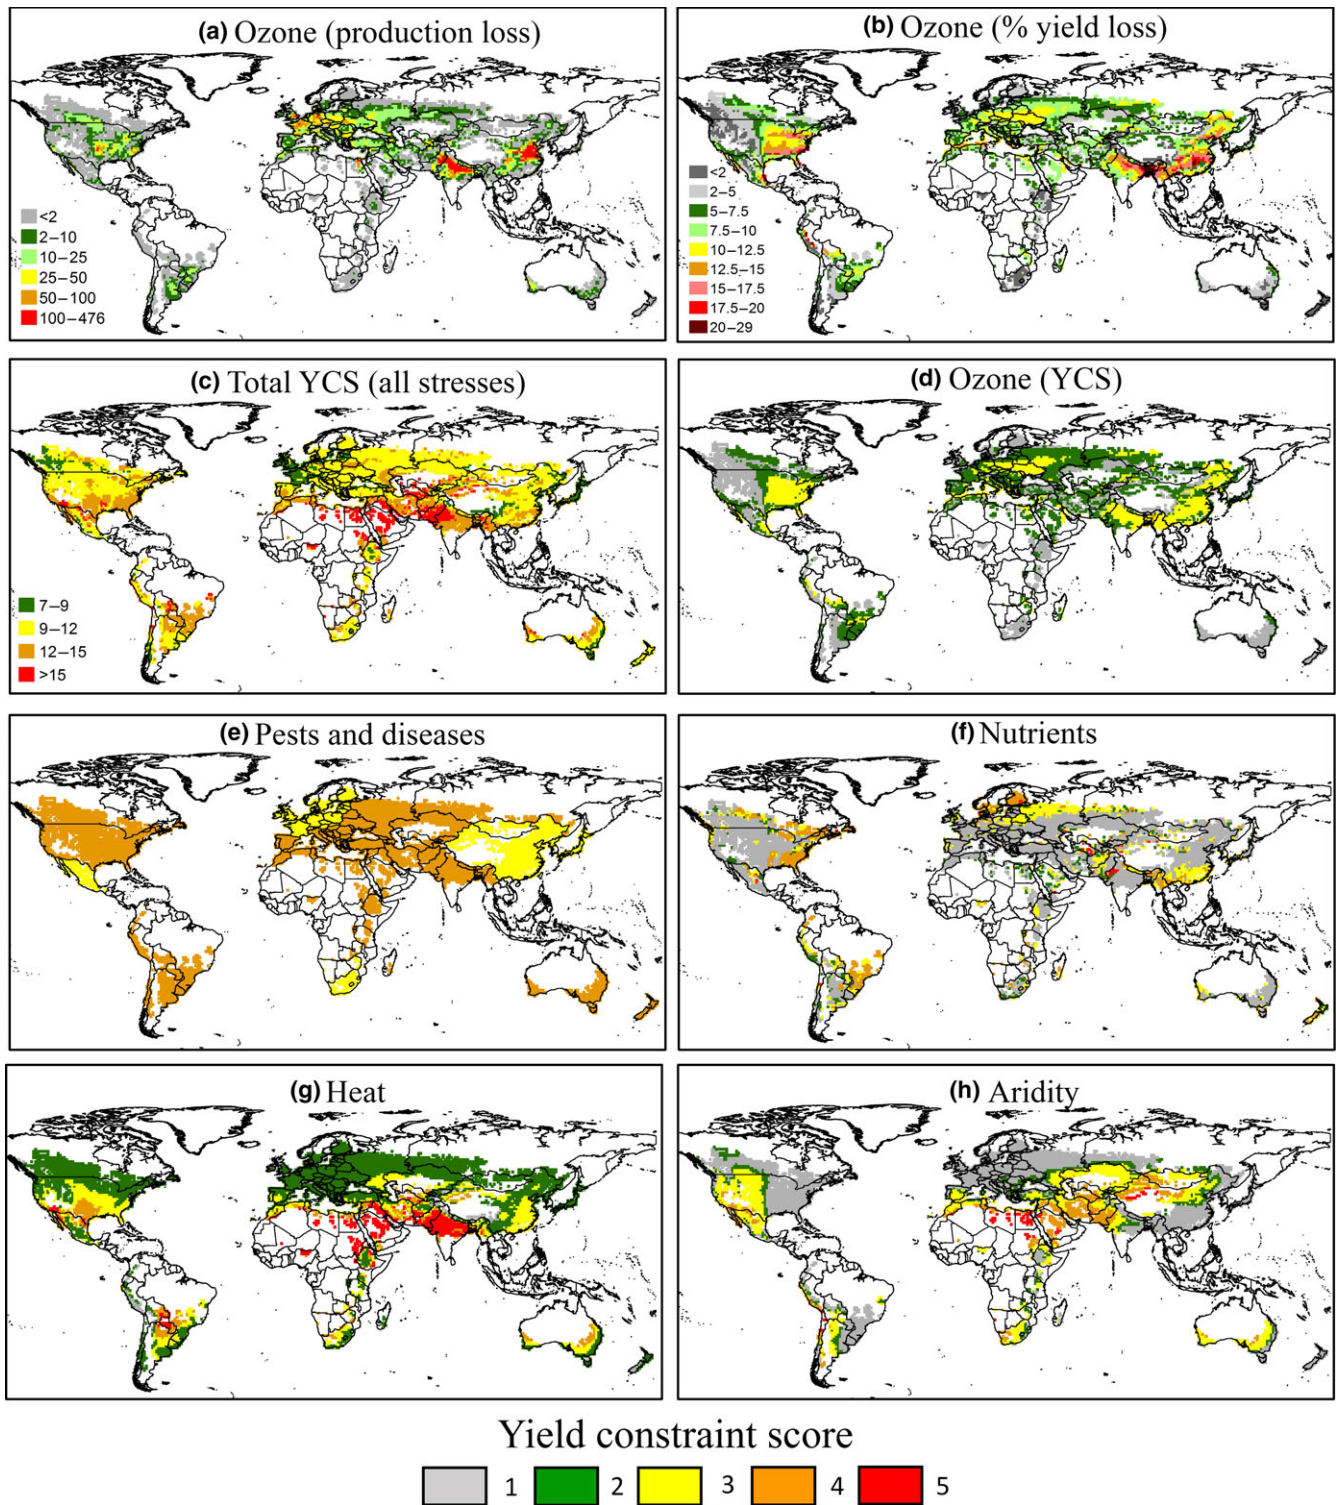 (a) Ozone (production loss)
<2
2–10
10–25
25–50
50–100
100–476
(b) Ozone (% yield loss)
<2
2–5
5–7.5
7.5–10
10–12.5
12.5–15
15–17.5
17.5–20
20–29
(c) Total YCS (all stresses)
7–9
9–12
12–15
>15
(d) Ozone (YCS)
(e) Pests and diseases
(f) Nutrients
(g) Heat
(h) Aridity
Yield constraint score
1 2 3 4 5